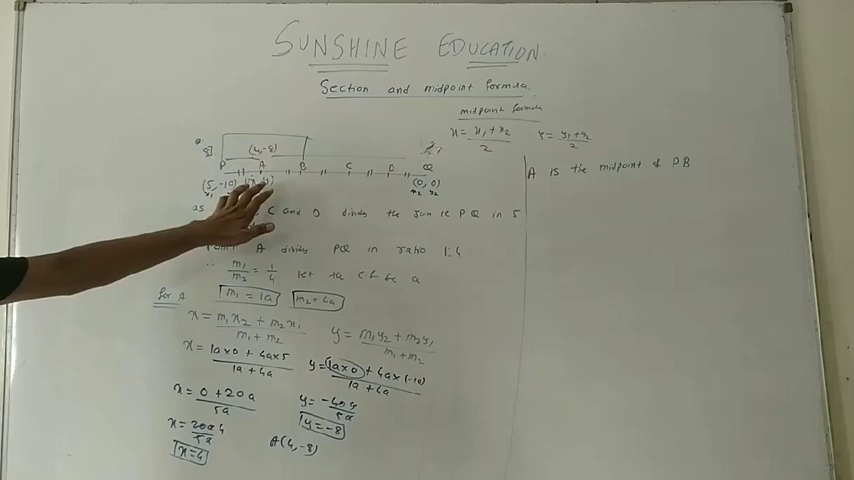 SUNSHINE EDUCATION.
Section and midpoint formula.
midpoint formula
x = x₁ + x₂ / 2 y = y₁ + y₂ / 2
Q]
(4,-8)
P A B C D Q
(5,-10) (0,0)
x₁ x₂ y₂
as C and D divides the PQ in 5
A divides PQ in ratio 1:4
∴ m₁/m₂ = 1/4 let the c.f be a
for A m₁ = 1a m₂ = 4a
x = m₁x₂ + m₂x₁ / m₁ + m₂ y = m₁y₂ + m₂y₁ / m₁ + m₂
x = 1a×0 + 4a×5 / 1a + 4a y = 1a×0 + 4a×(-10) / 1a + 4a
x = 0 + 20a / 5a y = -40a / 5a
x = 20a 4 / 5a y = -8
x = 4 A(4,-8)
A is the midpoint of PB